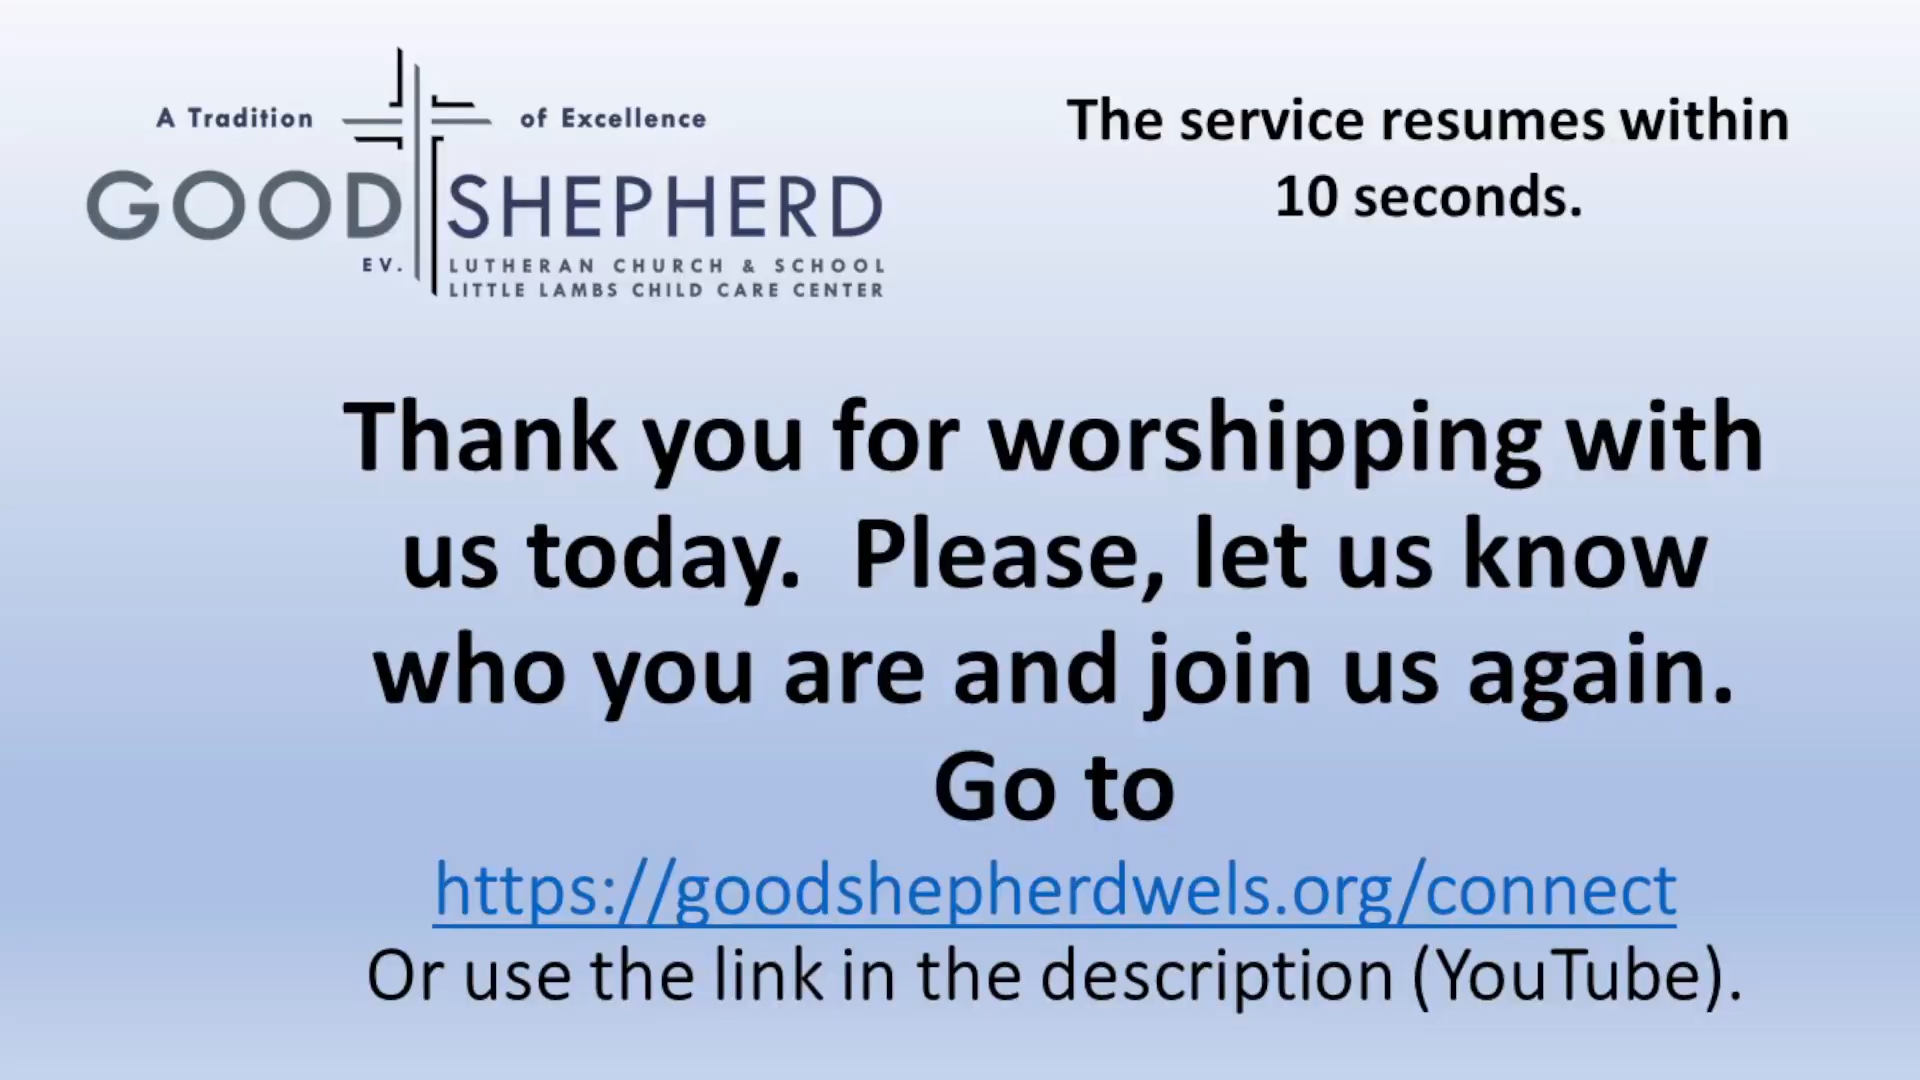 A Tradition of Excellence
GOOD SHEPHERD
EV. LUTHERAN CHURCH & SCHOOL
LITTLE LAMBS CHILD CARE CENTER
The service resumes within
10 seconds.
Thank you for worshipping with
us today.  Please, let us know
who you are and join us again.
Go to
https://goodshepherdwels.org/connect
Or use the link in the description (YouTube).